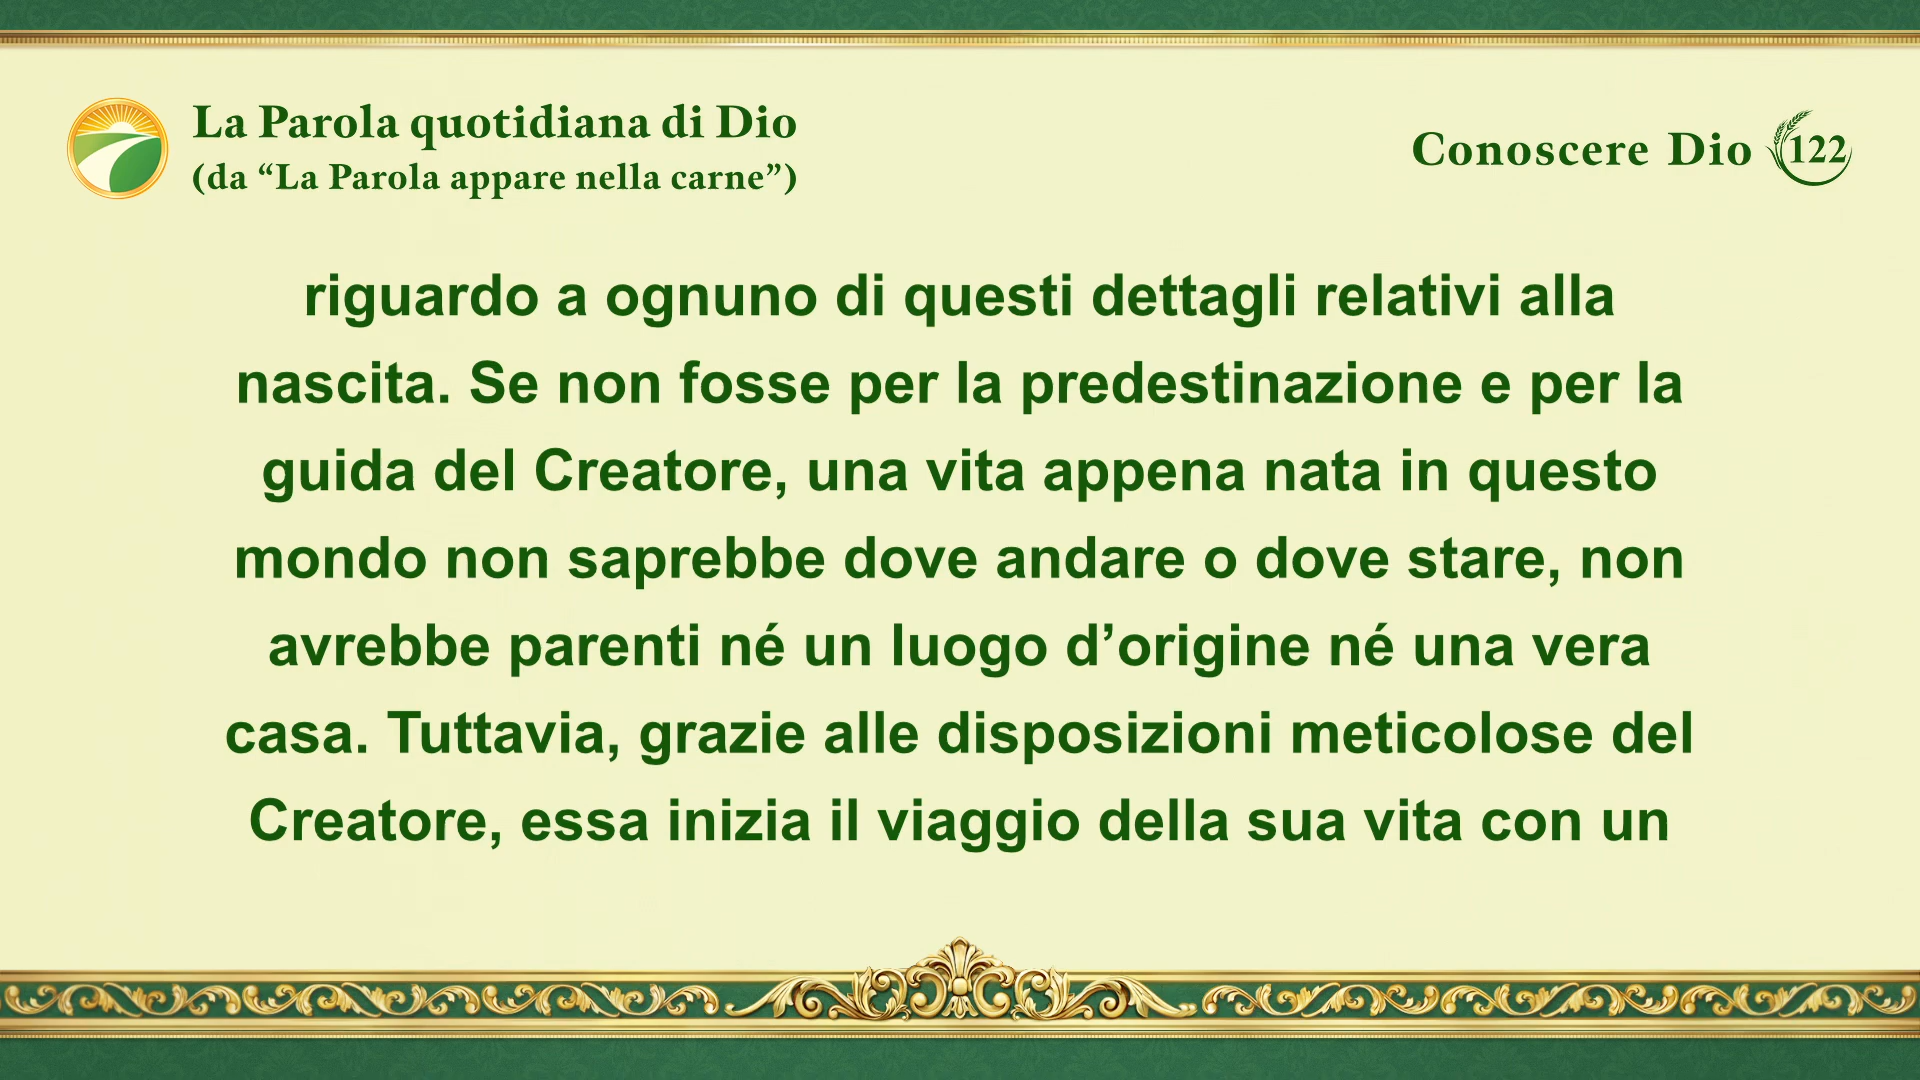 La Parola quotidiana di Dio
(da “La Parola appare nella carne”)
Conoscere Dio 122
riguardo a ognuno di questi dettagli relativi alla
nascita. Se non fosse per la predestinazione e per la
guida del Creatore, una vita appena nata in questo
mondo non saprebbe dove andare o dove stare, non
avrebbe parenti né un luogo d’origine né una vera
casa. Tuttavia, grazie alle disposizioni meticolose del
Creatore, essa inizia il viaggio della sua vita con un